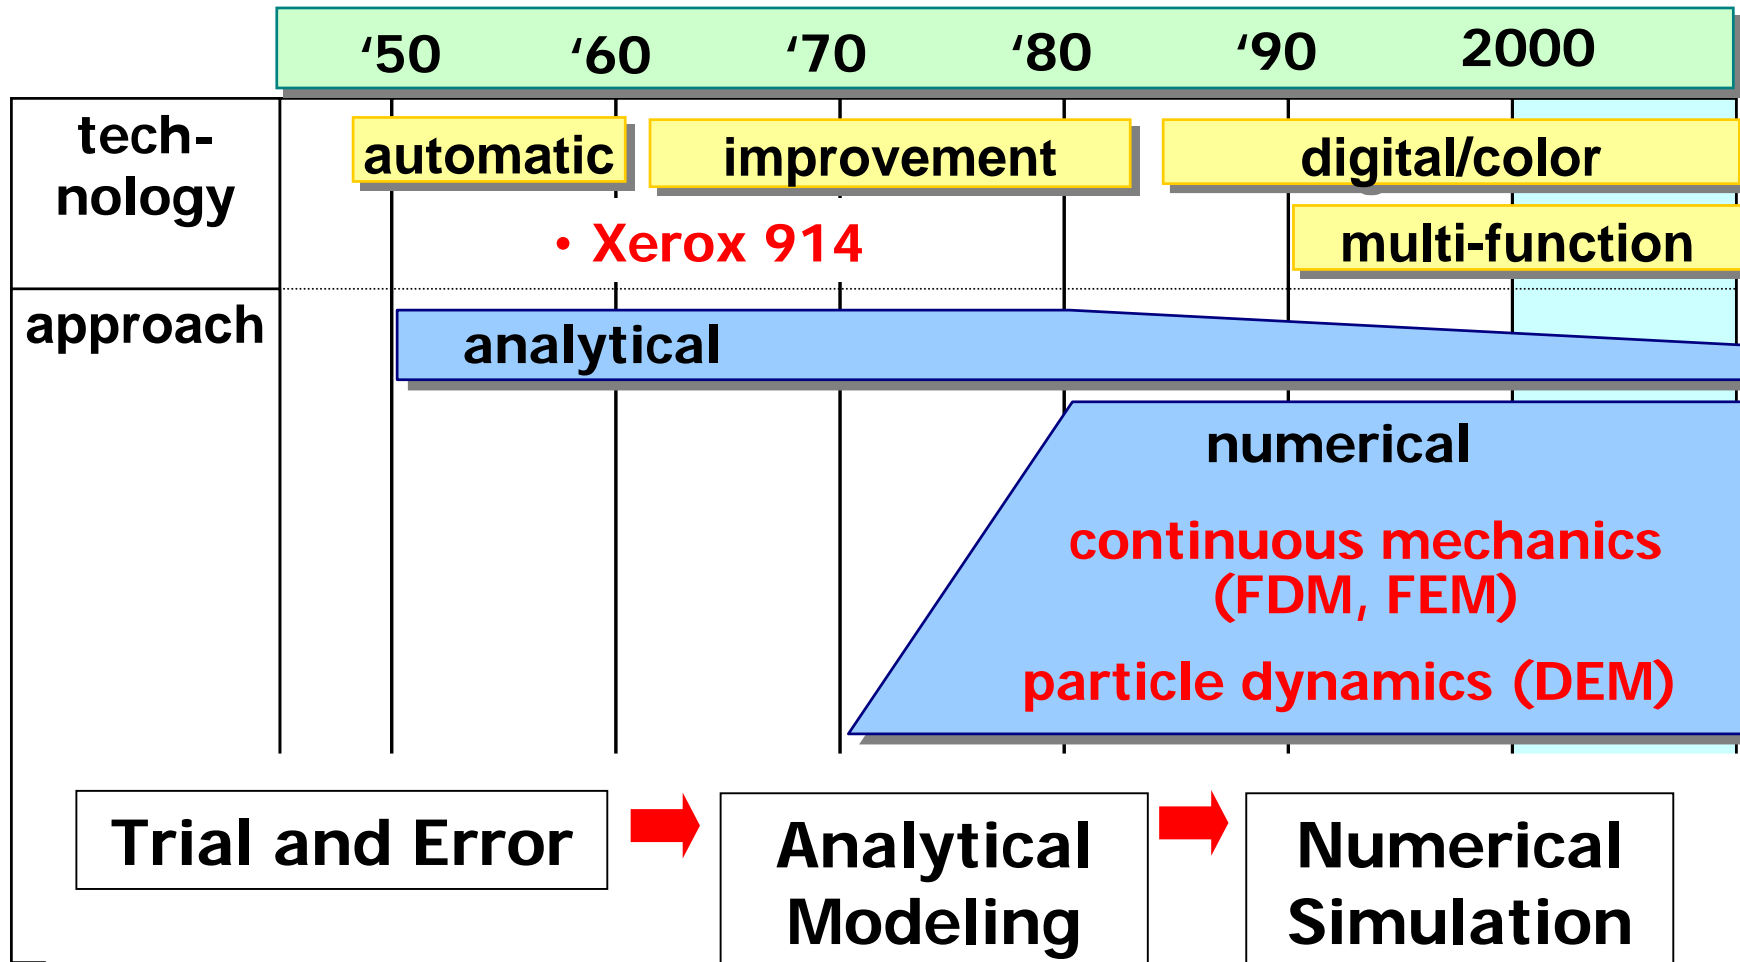 ‘50 ‘60 ‘70 ‘80 ‘90 2000
tech-
nology
automatic improvement digital/color
• Xerox 914 multi-function
approach
analytical
numerical
continuous mechanics
(FDM, FEM)
particle dynamics (DEM)
Trial and Error
Analytical
Modeling
Numerical
Simulation